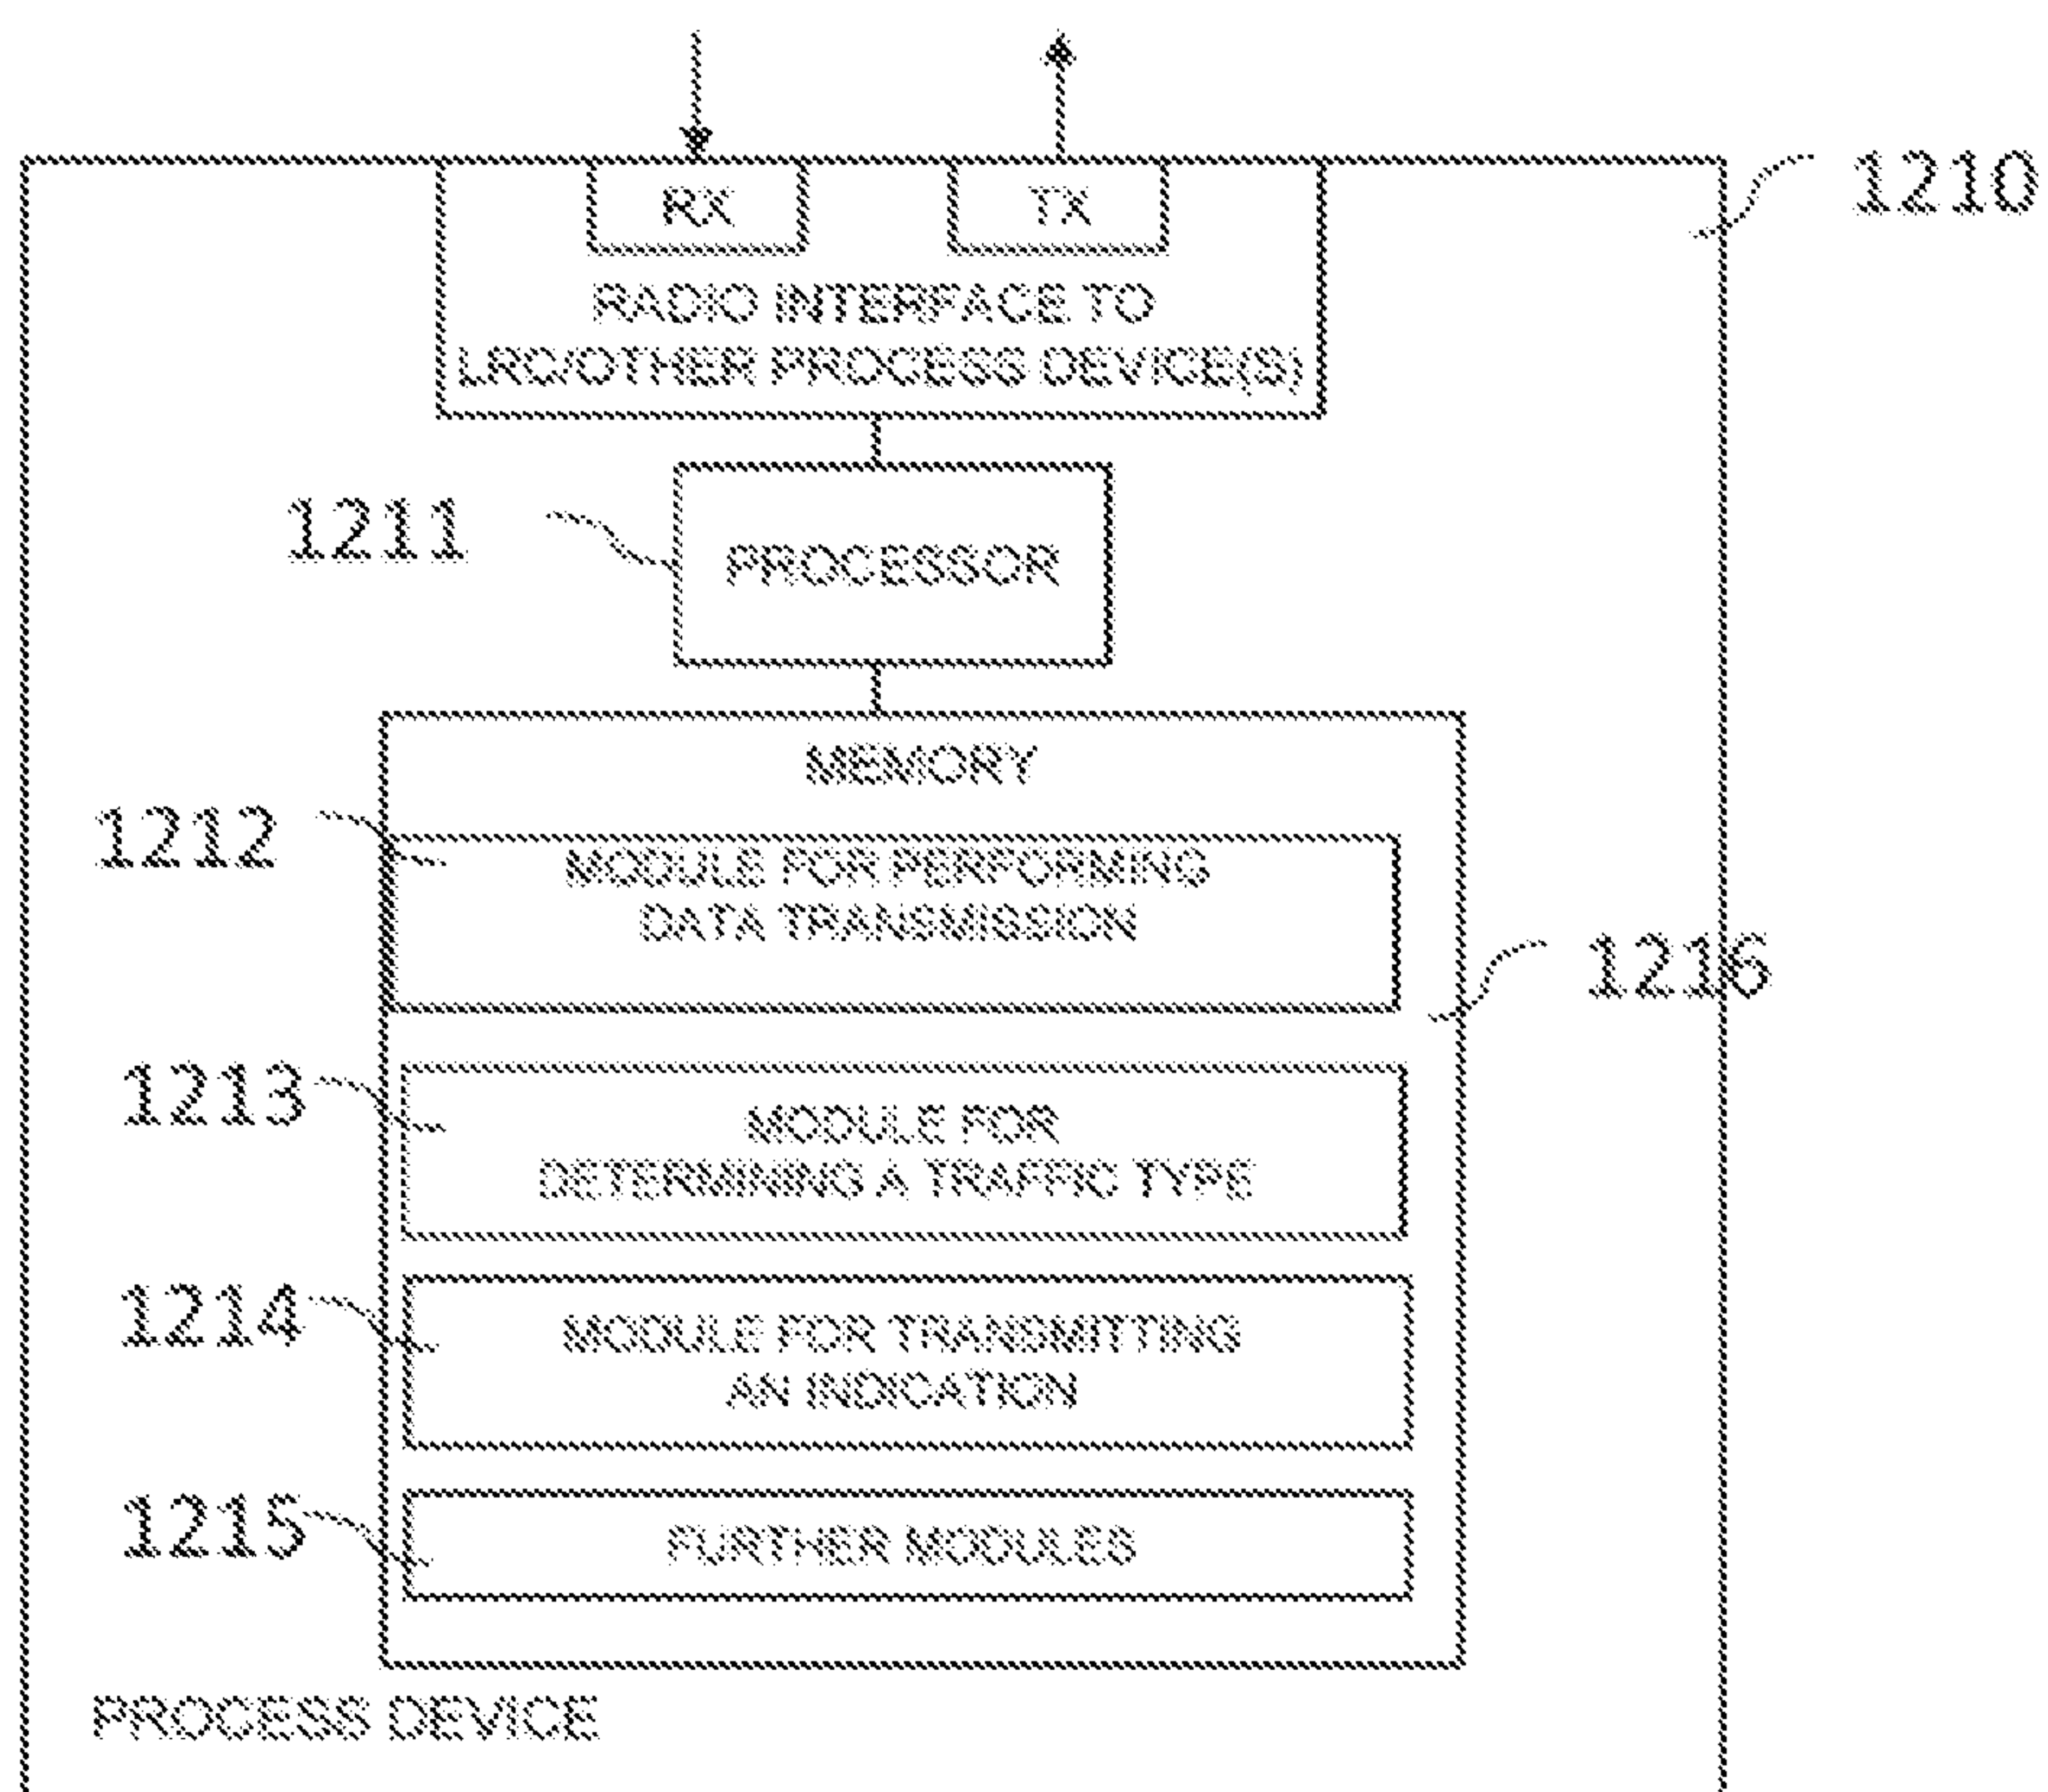 RX
TX
1210
RADIO INTERFACE TO
LRC/OTHER PROCESS DEVICE(S)
1211
PROCESSOR
MEMORY
1212
MODULE FOR PERFORMING
DATA TRANSMISSION
1216
1213
MODULE FOR
DETERMINING A TRAFFIC TYPE
1214
MODULE FOR TRANSMITTING
AN INDICATION
1215
FURTHER MODULES
PROCESS DEVICE